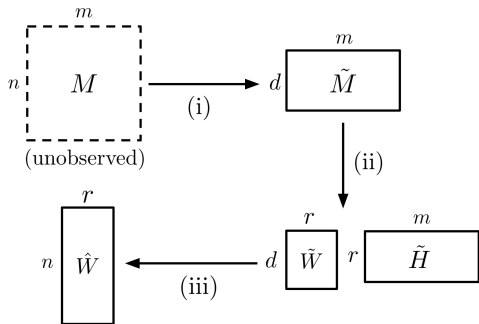 m m
n M d M̃
(i)
(unobserved)
(ii)
r r m
n Ŵ d W̃ r H̃
(iii)